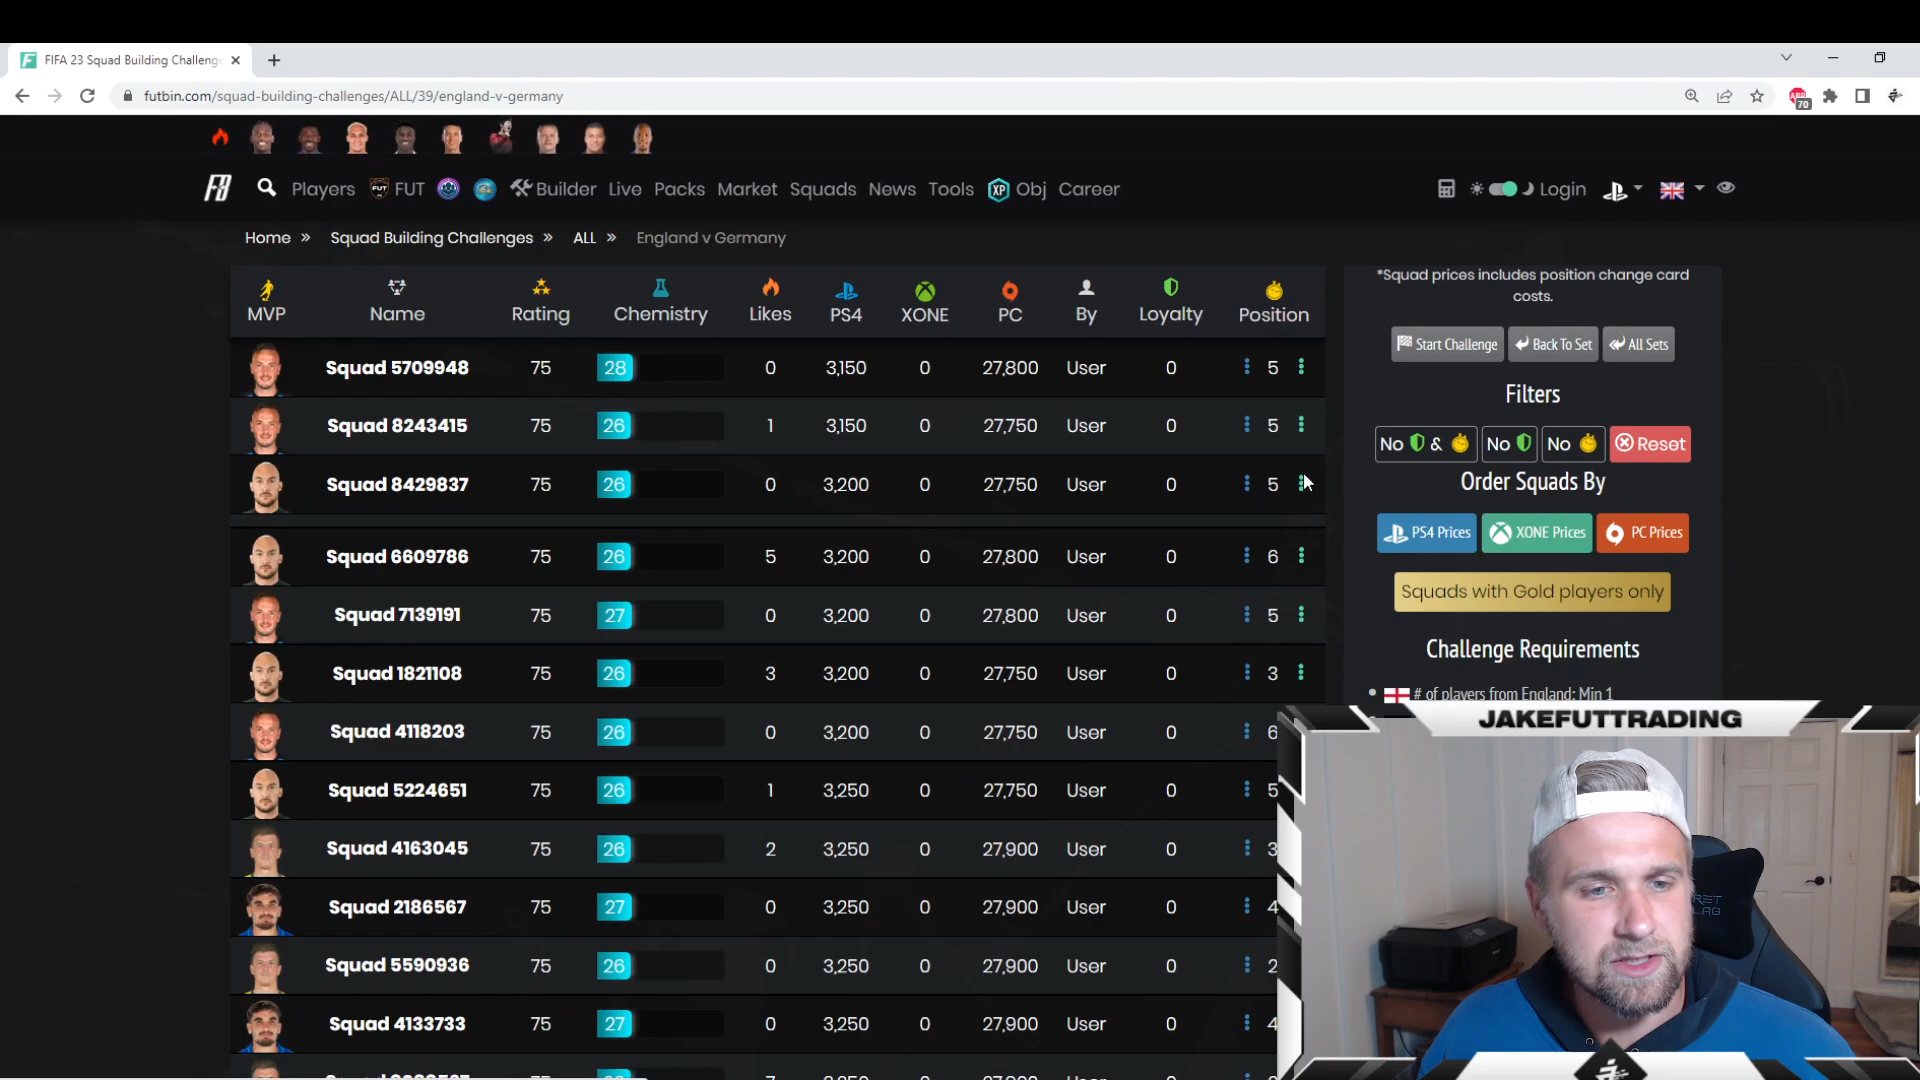 FIFA 23 Squad Building Challeng
futbin.com/squad-building-challenges/ALL/39/england-v-germany
70
Players FUT Builder Live Packs Market Squads News Tools XP Obj Career Login
Home » Squad Building Challenges » ALL » England v Germany
MVP Name Rating Chemistry Likes PS4 XONE PC By Loyalty Position
Squad 5709948 75 28 0 3,150 0 27,800 User 0 5
Squad 8243415 75 26 1 3,150 0 27,750 User 0 5
Squad 8429837 75 26 0 3,200 0 27,750 User 0 5
Squad 6609786 75 26 5 3,200 0 27,800 User 0 6
Squad 7139191 75 27 0 3,200 0 27,800 User 0 5
Squad 1821108 75 26 3 3,200 0 27,750 User 0 3
Squad 4118203 75 26 0 3,200 0 27,750 User 0 6
Squad 5224651 75 26 1 3,250 0 27,750 User 0 5
Squad 4163045 75 26 2 3,250 0 27,900 User 0 3
Squad 2186567 75 27 0 3,250 0 27,900 User 0 4
Squad 5590936 75 26 0 3,250 0 27,900 User 0 2
Squad 4133733 75 27 0 3,250 0 27,900 User 0 4
*Squad prices includes position change card
costs.
Start Challenge Back To Set All Sets
Filters
No & No No Reset
Order Squads By
PS4 Prices XONE Prices PC Prices
Squads with Gold players only
Challenge Requirements
# of players from England: Min 1
JAKEFUTTRADING